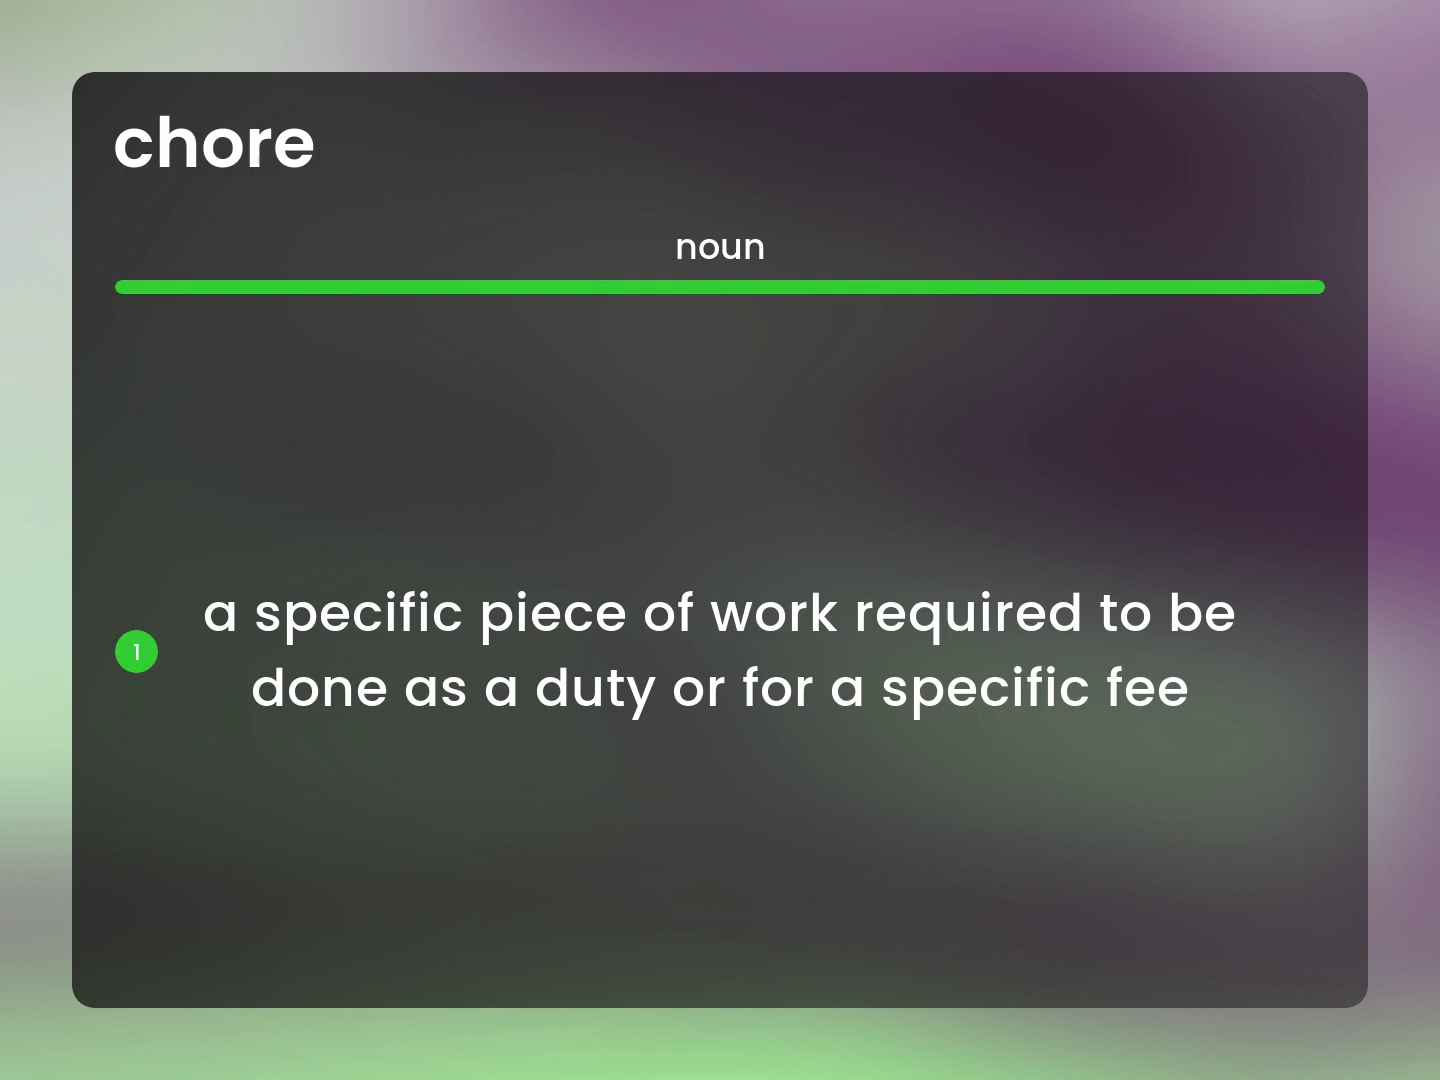 chore
noun
1
a specific piece of work required to be
done as a duty or for a specific fee